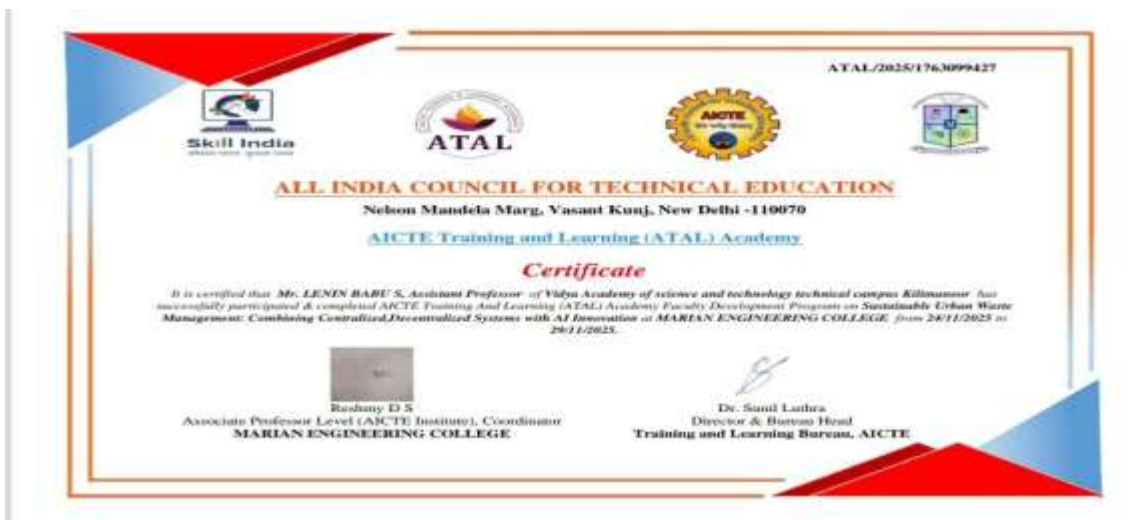 ATAL/2025/1763099427
Skill India
ATAL
AICTE
ALL INDIA COUNCIL FOR TECHNICAL EDUCATION
Nelson Mandela Marg, Vasant Kunj, New Delhi -110070
AICTE Training and Learning (ATAL) Academy
Certificate
It is certified that Mr. LENIN BABU S, Assistant Professor of Vidya Academy of science and technology technical campus Kilimanoor has
successfully participated & completed AICTE Training And Learning (ATAL) Academy Faculty Development Program on Sustainable Urban Waste
Management: Combining Centralized,Decentralized Systems with AI Innovation at MARIAN ENGINEERING COLLEGE from 24/11/2025 to
29/11/2025.
Reshmy D S
Associate Professor Level (AICTE Institute), Coordinator
MARIAN ENGINEERING COLLEGE
Dr. Sunil Luthra
Director & Bureau Head
Training and Learning Bureau, AICTE